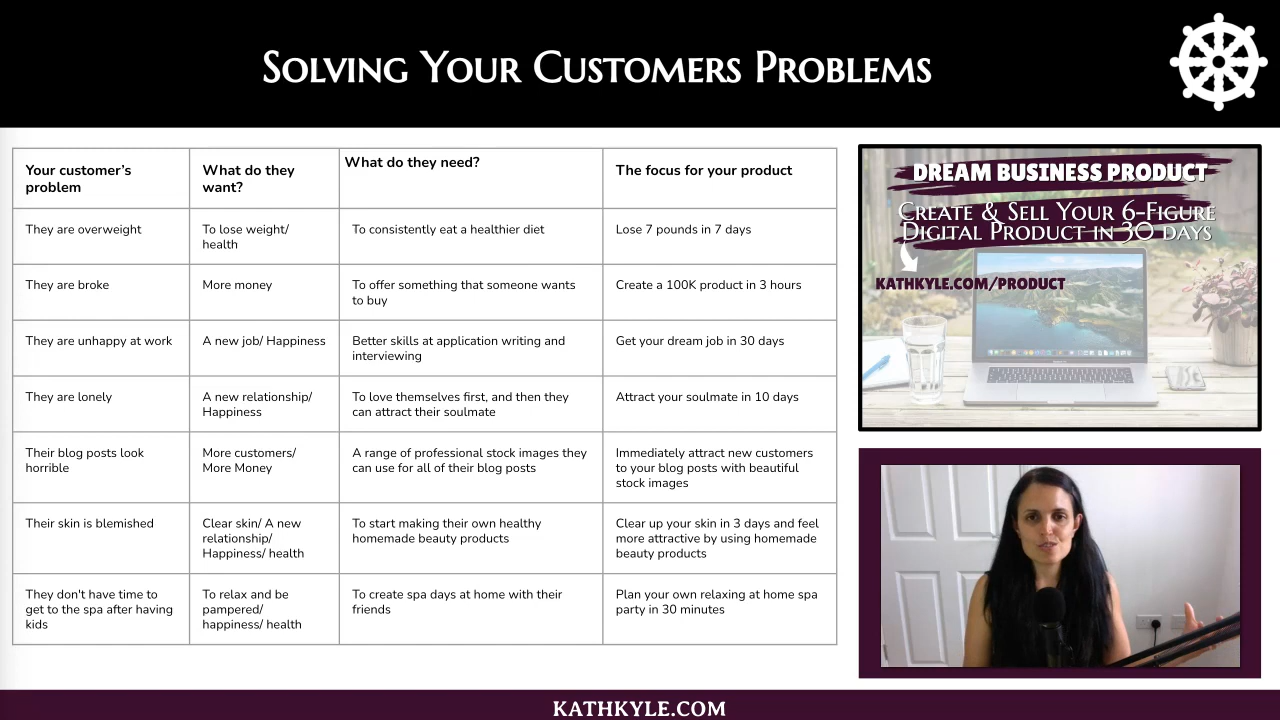 Solving Your Customers Problems
Your customer's
problem
What do they
want?
What do they need?
The focus for your product
They are overweight
To lose weight/
health
To consistently eat a healthier diet
Lose 7 pounds in 7 days
They are broke
More money
To offer something that someone wants
to buy
Create a 100K product in 3 hours
They are unhappy at work
A new job/ Happiness
Better skills at application writing and
interviewing
Get your dream job in 30 days
They are lonely
A new relationship/
Happiness
To love themselves first, and then they
can attract their soulmate
Attract your soulmate in 10 days
Their blog posts look
horrible
More customers/
More Money
A range of professional stock images they
can use for all of their blog posts
Immediately attract new customers
to your blog posts with beautiful
stock images
Their skin is blemished
Clear skin/ A new
relationship/
Happiness/ health
To start making their own healthy
homemade beauty products
Clear up your skin in 3 days and feel
more attractive by using homemade
beauty products
They don't have time to
get to the spa after having
kids
To relax and be
pampered/
happiness/ health
To create spa days at home with their
friends
Plan your own relaxing at home spa
party in 30 minutes
DREAM BUSINESS PRODUCT
Create & Sell Your 6-Figure
Digital Product in 30 days
KATHKYLE.COM/PRODUCT
KATHKYLE.COM